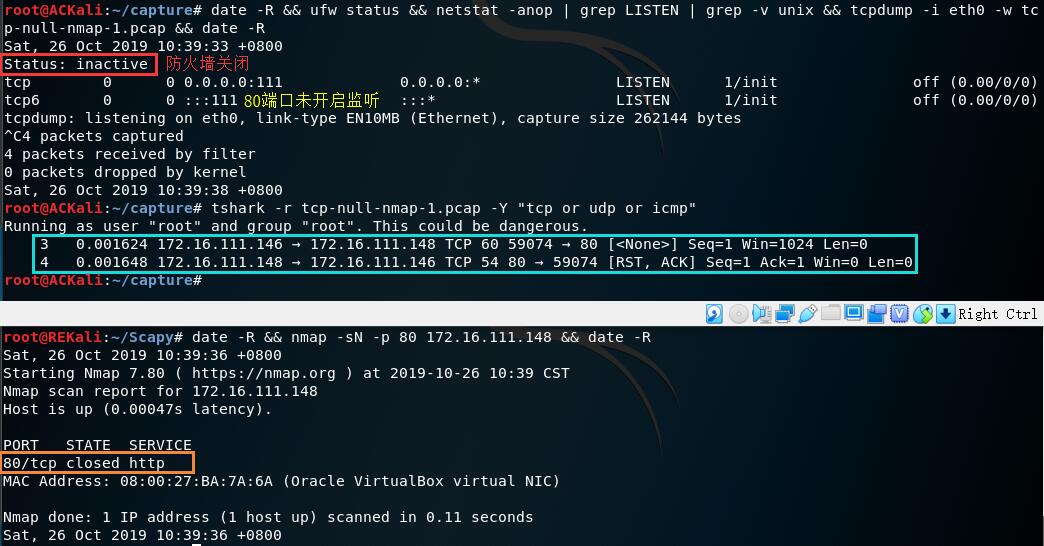 root@ACKali:~/capture# date -R && ufw status && netstat -anop | grep LISTEN | grep -v unix && tcpdump -i eth0 -w tc
p-null-nmap-1.pcap && date -R
Sat, 26 Oct 2019 10:39:33 +0800
Status: inactive 防火墙关闭
tcp 0 0 0.0.0.0:111 0.0.0.0:* LISTEN 1/init off (0.00/0/0)
tcp6 0 0 :::111 80端口未开启监听 :::* LISTEN 1/init off (0.00/0/0)
tcpdump: listening on eth0, link-type EN10MB (Ethernet), capture size 262144 bytes
^C4 packets captured
4 packets received by filter
0 packets dropped by kernel
Sat, 26 Oct 2019 10:39:38 +0800
root@ACKali:~/capture# tshark -r tcp-null-nmap-1.pcap -Y "tcp or udp or icmp"
Running as user "root" and group "root". This could be dangerous.
3 0.001624 172.16.111.146 → 172.16.111.148 TCP 60 59074 → 80 [<None>] Seq=1 Win=1024 Len=0
4 0.001648 172.16.111.148 → 172.16.111.146 TCP 54 80 → 59074 [RST, ACK] Seq=1 Ack=1 Win=0 Len=0
root@ACKali:~/capture#
Right Ctrl
root@REKali:~/Scapy# date -R && nmap -sN -p 80 172.16.111.148 && date -R
Sat, 26 Oct 2019 10:39:36 +0800
Starting Nmap 7.80 ( https://nmap.org ) at 2019-10-26 10:39 CST
Nmap scan report for 172.16.111.148
Host is up (0.00047s latency).
PORT STATE SERVICE
80/tcp closed http
MAC Address: 08:00:27:BA:7A:6A (Oracle VirtualBox virtual NIC)
Nmap done: 1 IP address (1 host up) scanned in 0.11 seconds
Sat, 26 Oct 2019 10:39:36 +0800